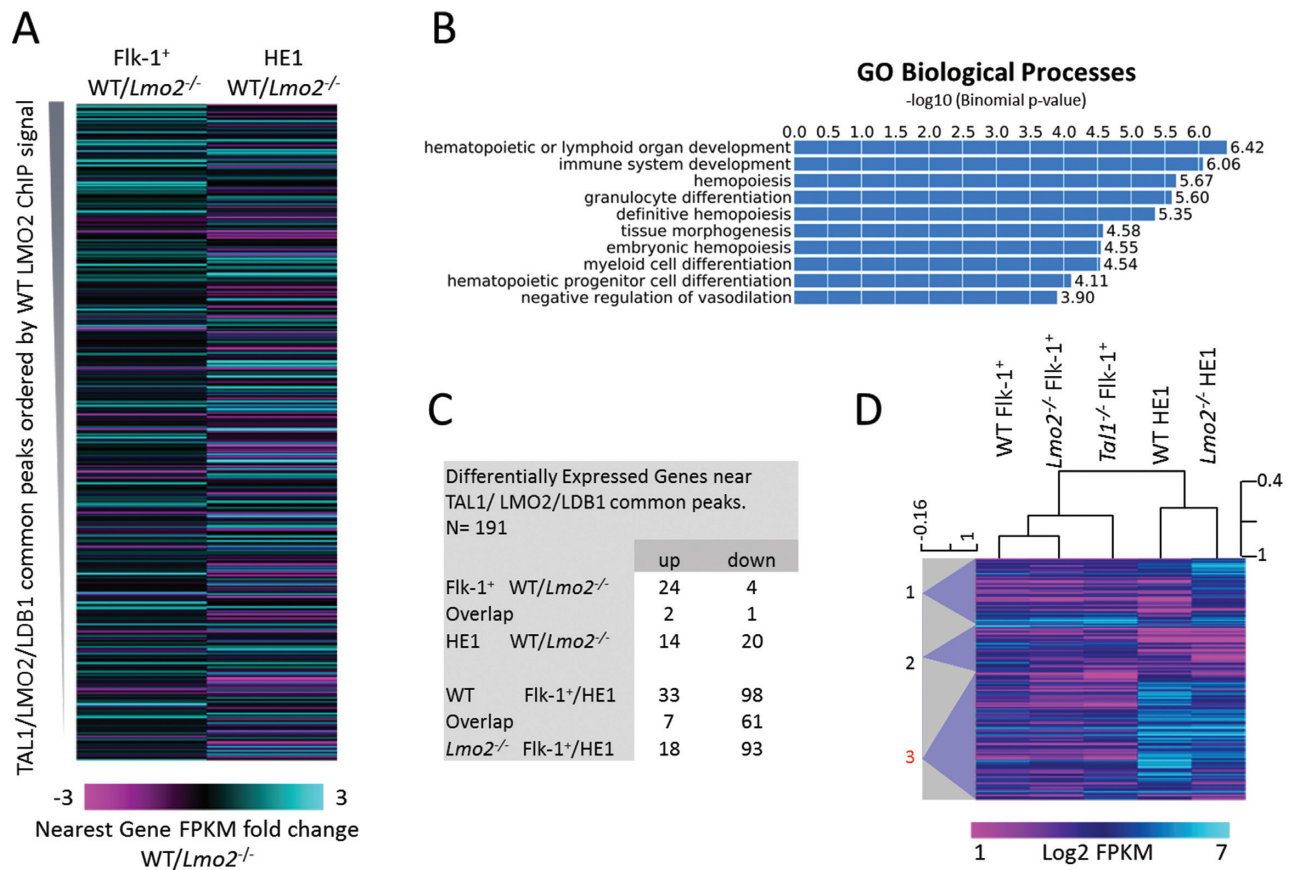 A
Flk-1+
WT/Lmo2-/-
HE1
WT/Lmo2-/-
TAL1/LMO2/LDB1 common peaks ordered by WT LMO2 ChIP signal
-3
3
Nearest Gene FPKM fold change
WT/Lmo2-/-
B
GO Biological Processes
-log10 (Binomial p-value)
0.0 0.5 1.0 1.5 2.0 2.5 3.0 3.5 4.0 4.5 5.0 5.5 6.0
hematopoietic or lymphoid organ development 6.42
immune system development 6.06
hemopoiesis 5.67
granulocyte differentiation 5.60
definitive hemopoiesis 5.35
tissue morphogenesis 4.58
embryonic hemopoiesis 4.55
myeloid cell differentiation 4.54
hematopoietic progenitor cell differentiation 4.11
negative regulation of vasodilation 3.90
C
Differentially Expressed Genes near
TAL1/ LMO2/LDB1 common peaks.
N= 191
up down
Flk-1+ WT/Lmo2-/- 24 4
Overlap 2 1
HE1 WT/Lmo2-/- 14 20
WT Flk-1+/HE1 33 98
Overlap 7 61
Lmo2-/- Flk-1+/HE1 18 93
D
WT Flk-1+
Lmo2-/- Flk-1+
Tal1-/- Flk-1+
WT HE1
Lmo2-/- HE1
-0.4
1
-0.16
1
1
2
3
1 Log2 FPKM 7